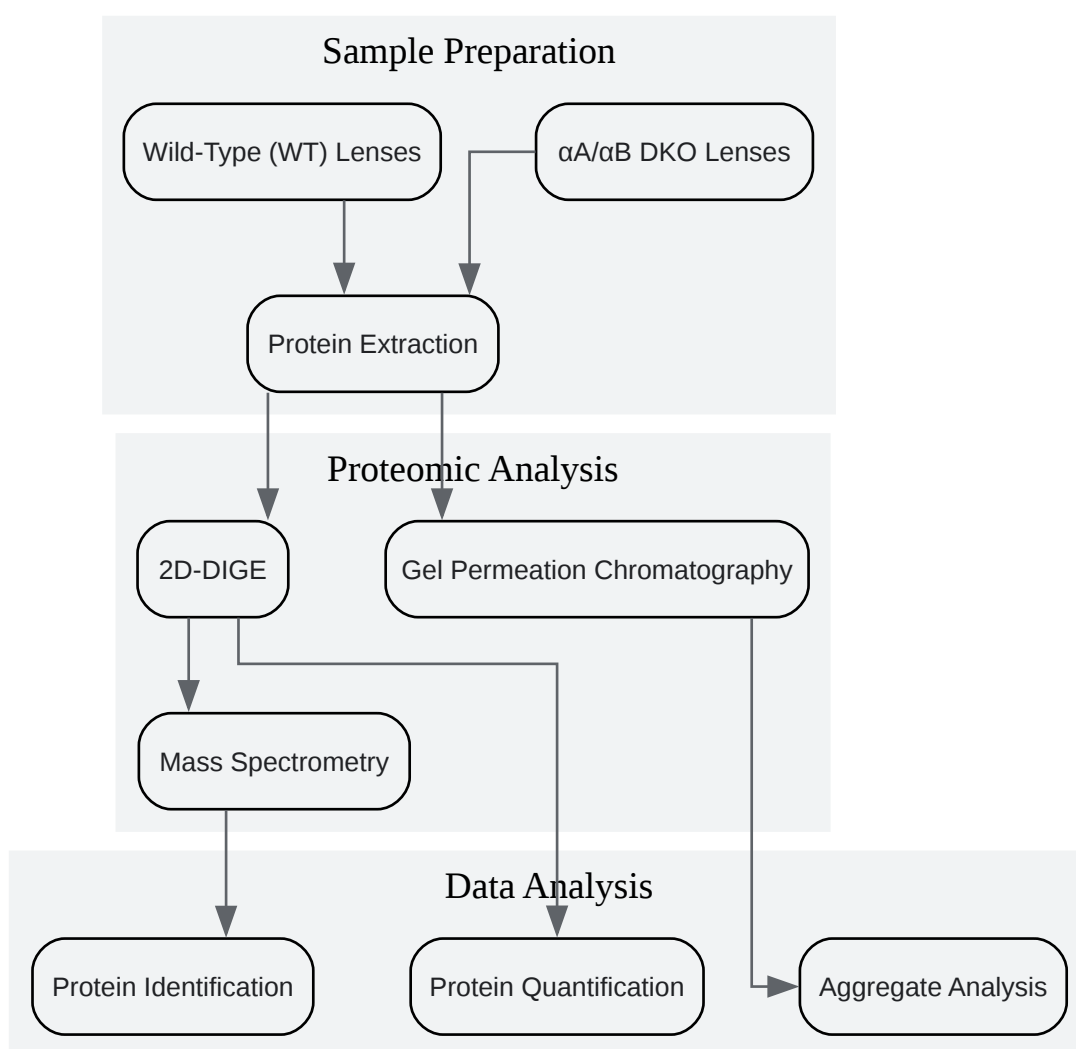 Sample Preparation
Wild-Type (WT) Lenses
αA/αB DKO Lenses
Protein Extraction
Proteomic Analysis
2D-DIGE
Gel Permeation Chromatography
Mass Spectrometry
Data Analysis
Protein Identification
Protein Quantification
Aggregate Analysis